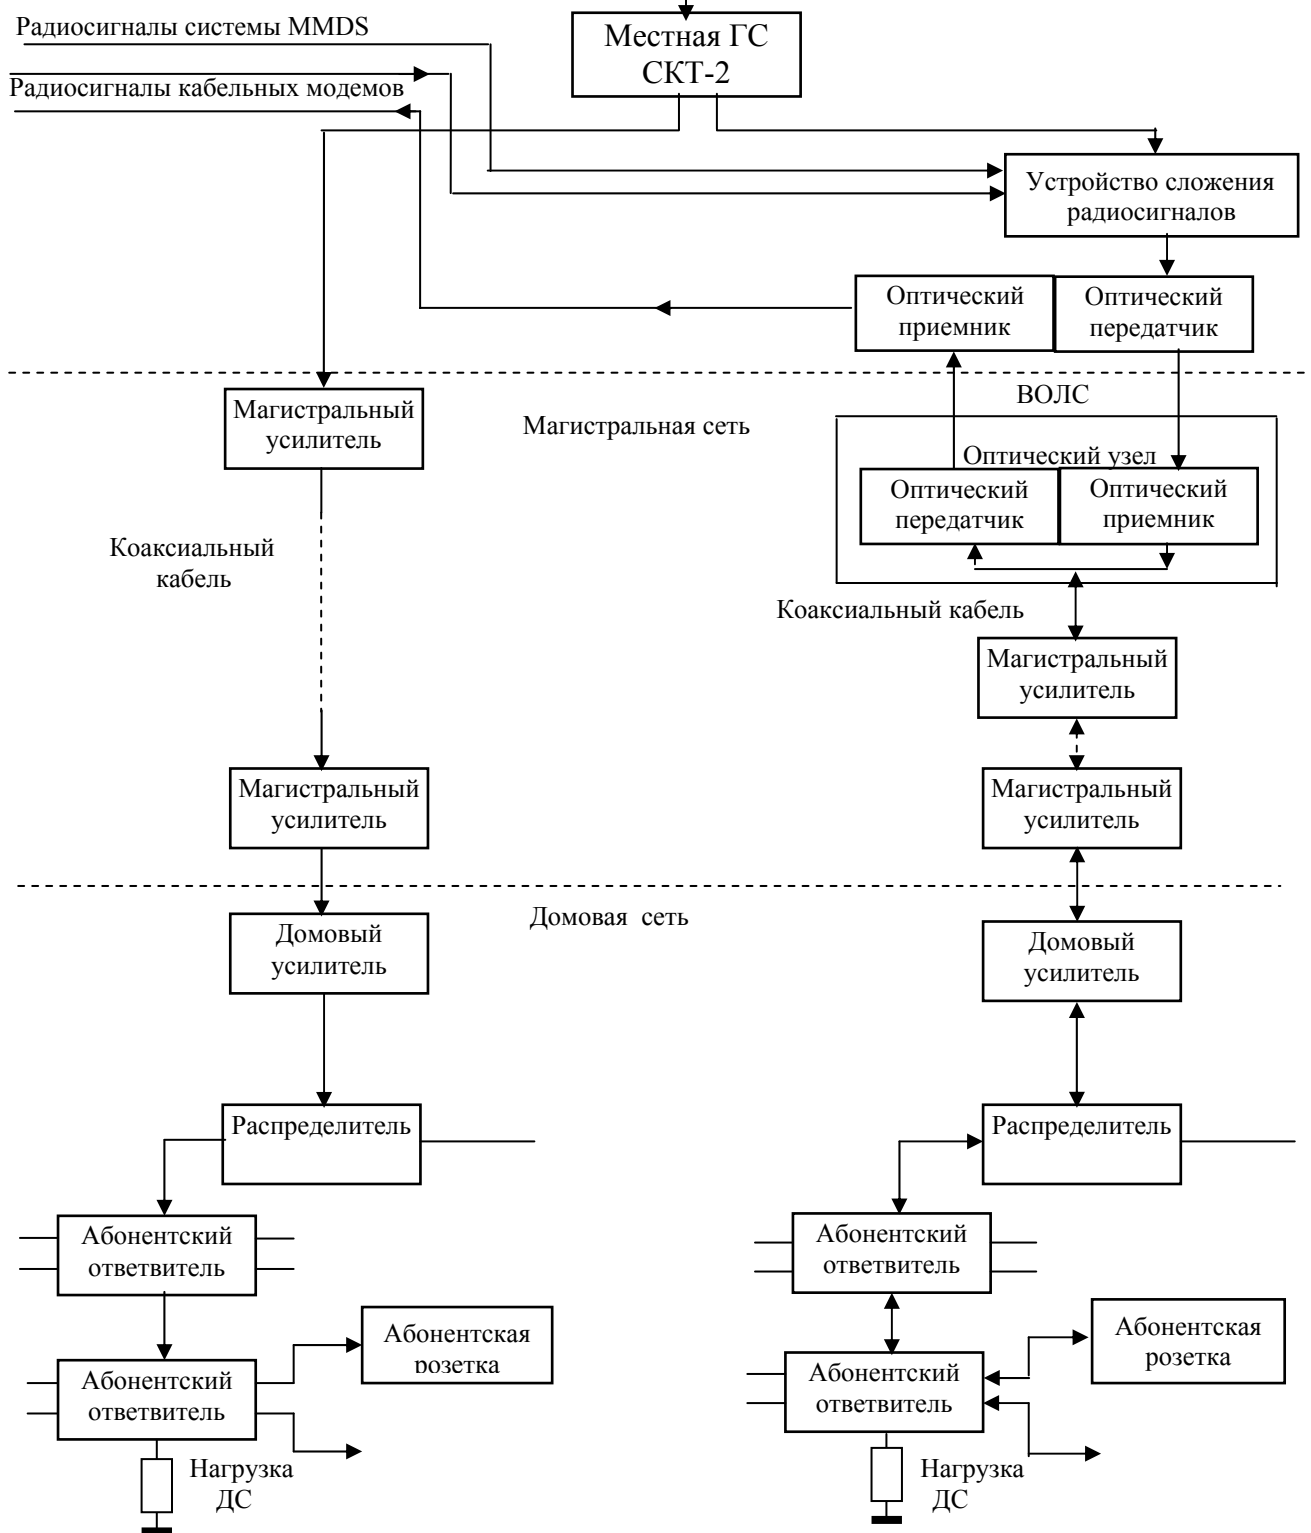 Радиосигналы системы MMDS
Местная ГС
СКТ-2
Радиосигналы кабельных модемов
Устройство сложения
радиосигналов
Оптический
приемник
Оптический
передатчик
ВОЛС
Магистральный
усилитель
Магистральная сеть
Оптический узел
Оптический
передатчик
Оптический
приемник
Коаксиальный
кабель
Коаксиальный кабель
Магистральный
усилитель
Магистральный
усилитель
Магистральный
усилитель
Домовая сеть
Домовый
усилитель
Домовый
усилитель
Распределитель
Распределитель
Абонентский
ответвитель
Абонентский
ответвитель
Абонентская
розетка
Абонентская
розетка
Абонентский
ответвитель
Абонентский
ответвитель
Нагрузка
ДС
Нагрузка
ДС